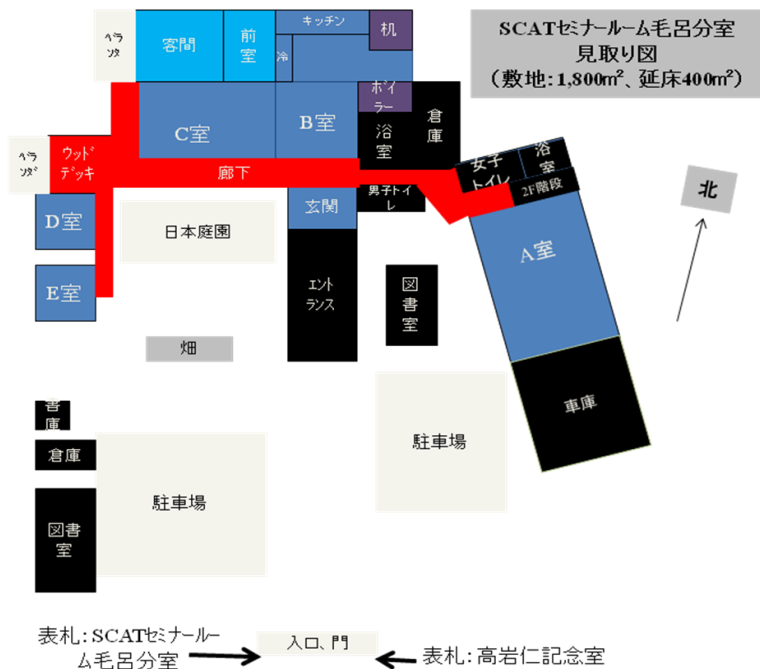 SCATセミナールーム毛呂分室
見取り図
(敷地:1,800㎡、延床400㎡)
ベラ
ンダ
客間
前
室
キッチン
冷
机
C室
B室
ボイ
ラー
浴
室
倉
庫
ベラ
ンダ
ウッド
デッキ
廊下
女子
トイレ
浴
室
2F階段
男子トイ
レ
北
D室
日本庭園
玄関
A室
E室
エント
ランス
図
書
室
畑
車庫
書
庫
倉庫
駐車場
駐車場
図書
室
表札:SCATセミナールー
ム毛呂分室
入口、門
表札:高岩仁記念室